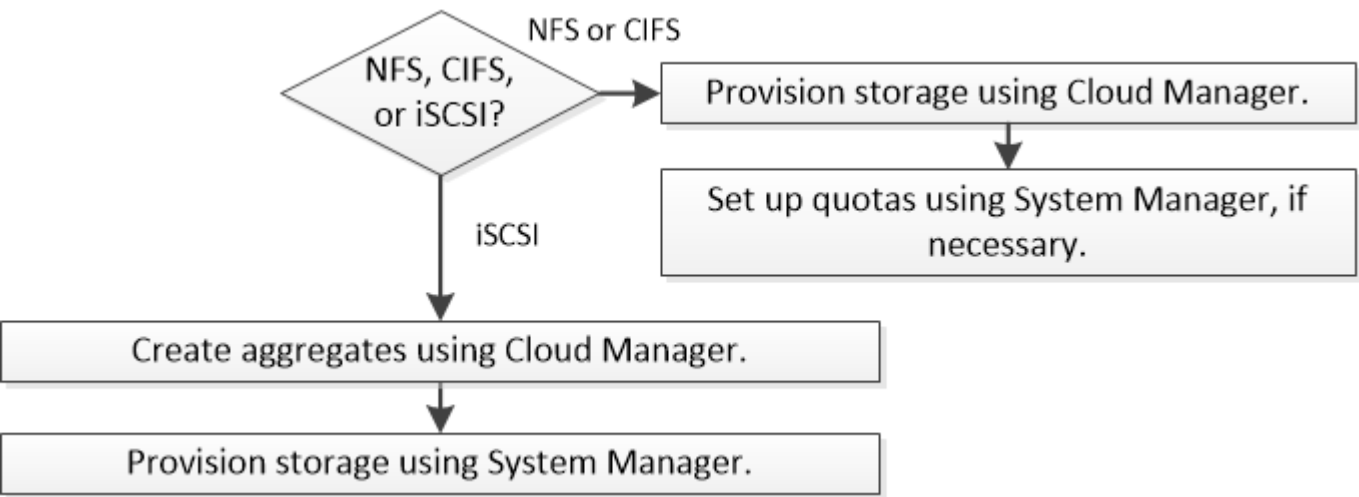 NFS or CIFS
NFS, CIFS,
or iSCSI?
Provision storage using Cloud Manager.
Set up quotas using System Manager, if
necessary.
iSCSI
Create aggregates using Cloud Manager.
Provision storage using System Manager.